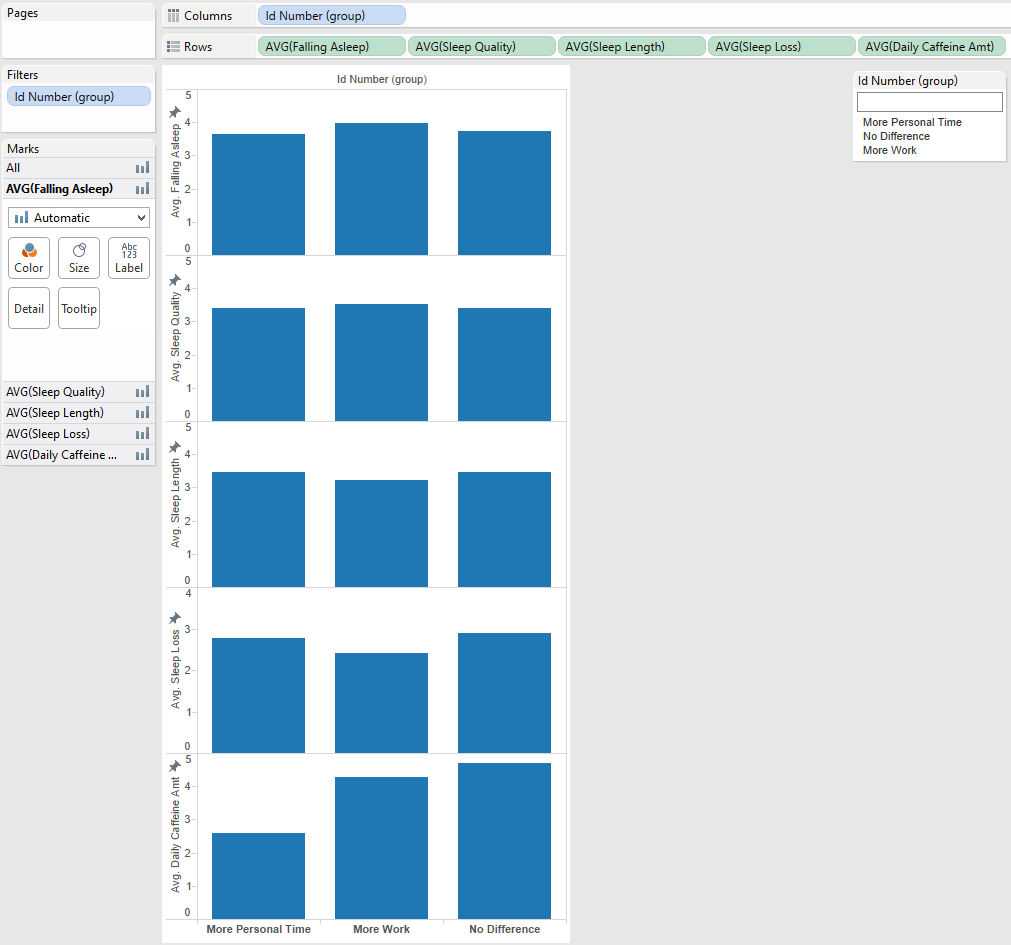 Pages
Columns
Id Number (group)
Rows
AVG(Falling Asleep)
AVG(Sleep Quality)
AVG(Sleep Length)
AVG(Sleep Loss)
AVG(Daily Caffeine Amt)
Filters
Id Number (group)
Marks
All
AVG(Falling Asleep)
Automatic
Color
Size
Abc
123
Label
Detail
Tooltip
AVG(Sleep Quality)
AVG(Sleep Length)
AVG(Sleep Loss)
AVG(Daily Caffeine ...
Id Number (group)
Avg. Falling Asleep
5
4
3
2
1
0
Avg. Sleep Quality
5
4
3
2
1
0
Avg. Sleep Length
5
4
3
2
1
0
Avg. Sleep Loss
4
3
2
1
0
Avg. Daily Caffeine Amt
5
4
3
2
1
0
More Personal Time
More Work
No Difference
Id Number (group)
More Personal Time
No Difference
More Work